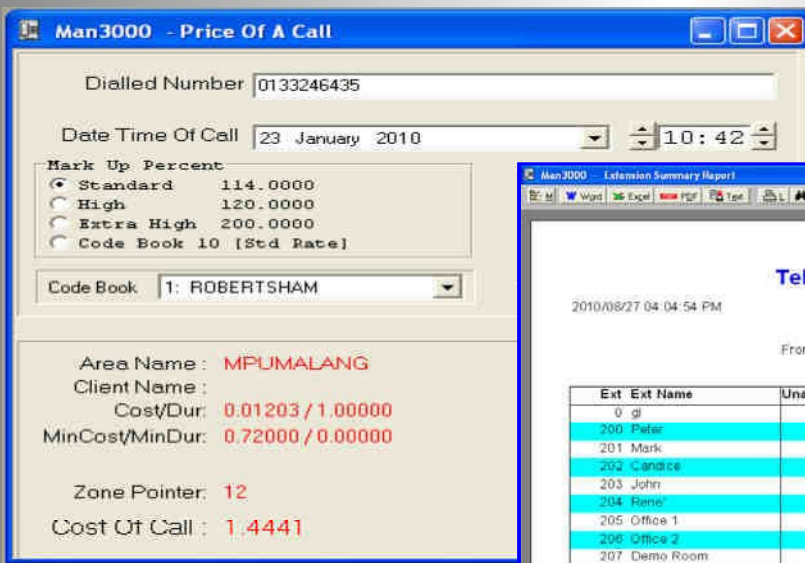 Man3000 - Price Of A Call
Dialled Number 0133246435
Date Time Of Call 23 January 2010 10:42
Mark Up Percent
Standard 114.0000
High 120.0000
Extra High 200.0000
Code Book 10 [Std Rate]
Code Book 1: ROBERTSHAM
Area Name : MPUMALANG
Client Name :
Cost/Dur: 0.01203 / 1.00000
MinCost/MinDur: 0.72000 / 0.00000
Zone Pointer: 12
Cost Of Call : 1.4441
Man3000 - Extension Summary Report
M Word Excel PDF Text L
Tel
2010/08/27 04:04:54 PM
From
Ext Ext Name Una
0 gl
200 Peter
201 Mark
202 Candice
203 John
204 Rene'
205 Office 1
206 Office 2
207 Demo Room